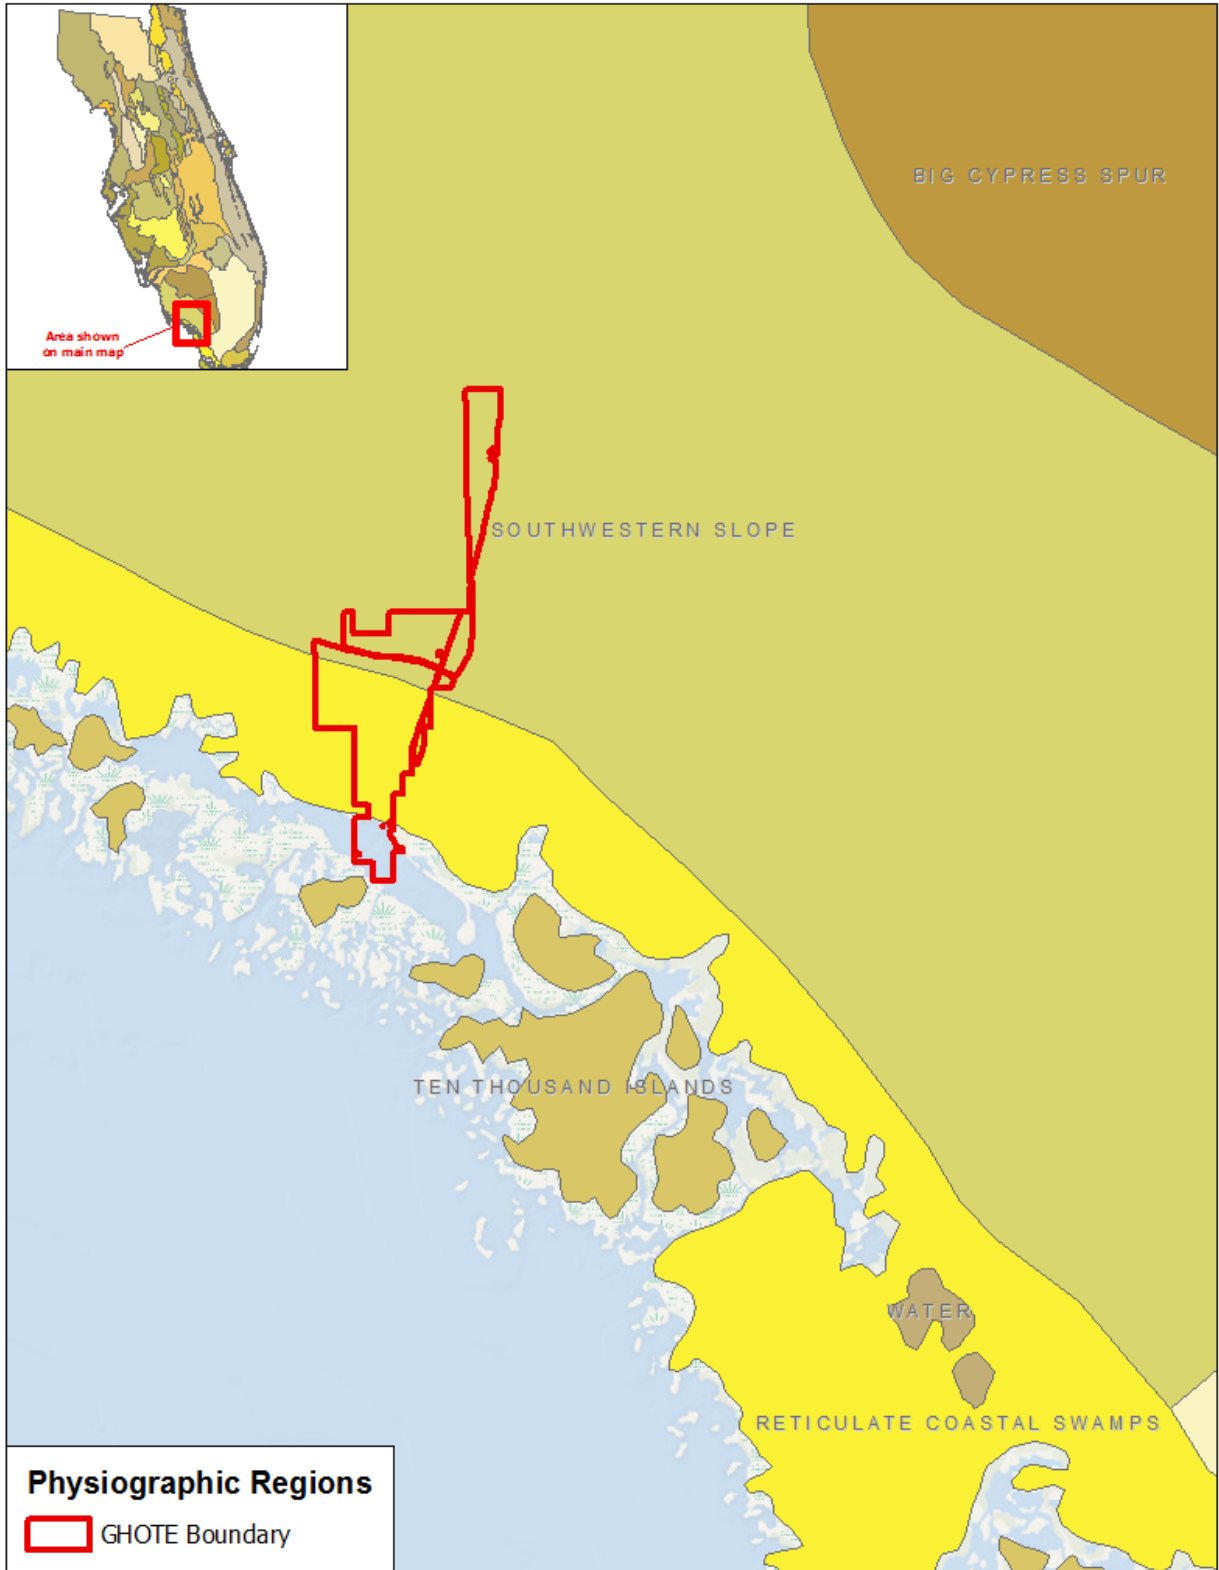 BIG CYPRESS SPUR
Area shown
on main map
SOUTHWESTERN SLOPE
TEN THOUSAND ISLANDS
WATER
RETICULATE COASTAL SWAMPS
Physiographic Regions
GHOTE Boundary